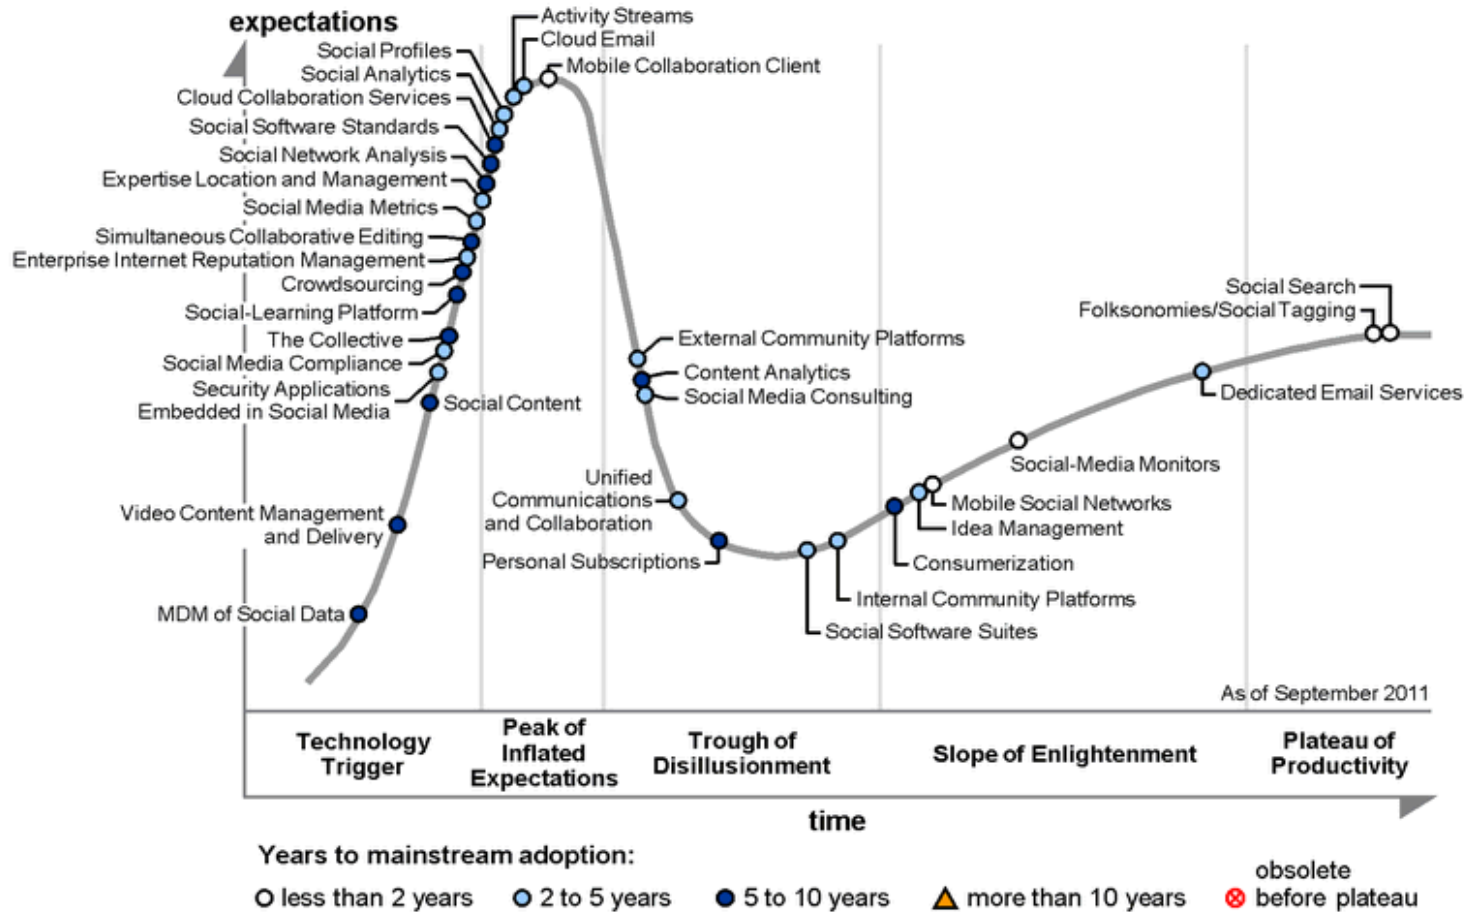 expectations
Activity Streams
Cloud Email
Mobile Collaboration Client
Social Profiles
Social Analytics
Cloud Collaboration Services
Social Software Standards
Social Network Analysis
Expertise Location and Management
Social Media Metrics
Simultaneous Collaborative Editing
Enterprise Internet Reputation Management
Crowdsourcing
Social-Learning Platform
The Collective
Social Media Compliance
Security Applications
Embedded in Social Media
Social Content
Video Content Management
and Delivery
MDM of Social Data
External Community Platforms
Content Analytics
Social Media Consulting
Unified
Communications
and Collaboration
Personal Subscriptions
Social Software Suites
Internal Community Platforms
Consumerization
Idea Management
Mobile Social Networks
Social-Media Monitors
Dedicated Email Services
Social Search
Folksonomies/Social Tagging
As of September 2011
Technology
Trigger
Peak of
Inflated
Expectations
Trough of
Disillusionment
Slope of Enlightenment
Plateau of
Productivity
time
Years to mainstream adoption:
less than 2 years
2 to 5 years
5 to 10 years
more than 10 years
obsolete
before plateau